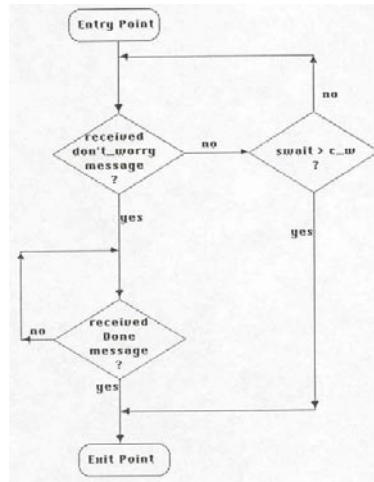 Entry Point
no
received
don't_worry
message
?
no
swait > c_w
?
yes
yes
received
Done
message
?
no
yes
Exit Point